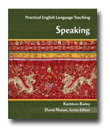 Practical English Language Teaching
Speaking
Kathleen Bailey
David Nunan, Series Editor